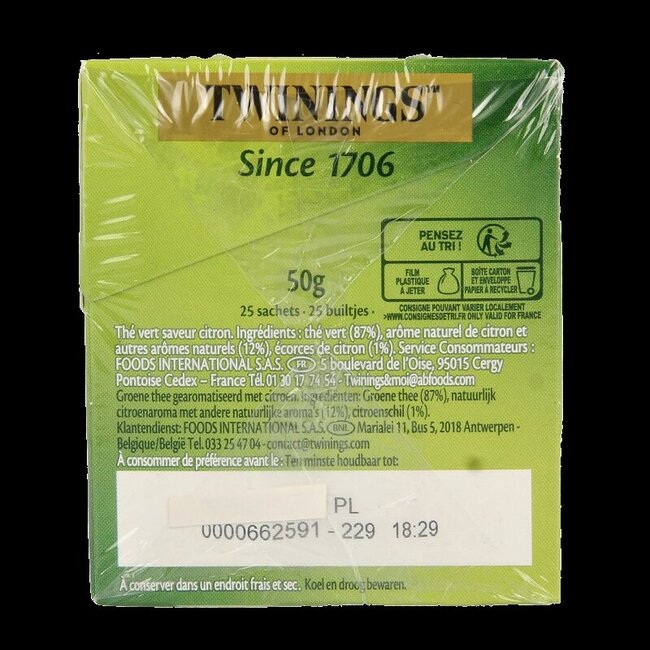 TWININGS™
OF LONDON
Since 1706
PENSEZ
AU TRI !
FILM
PLASTIQUE
À JETER
BOÎTE CARTON
ET ENVELOPPE
PAPIER À RECYCLER
CONSIGNE POUVANT VARIER LOCALEMENT
>WWW.CONSIGNESDETRI.FR ONLY VALID FOR FRANCE
50g
25 sachets · 25 builtjes ·
Thé vert saveur citron. Ingrédients : thé vert (87%), arôme naturel de citron et
autres arômes naturels (12%), écorces de citron (1%). Service Consommateurs :
FOODS INTERNATIONAL S.A.S. FR 5 boulevard de l'Oise, 95015 Cergy
Pontoise Cedex – France Tél. 01 30 17 74 54 - Twinings&moi@abfoods.com
Groene thee gearomatiseerd met citroen. Ingrediënten: Groene thee (87%), natuurlijk
citroenaroma met andere natuurlijke aroma's (12%), citroenschil (1%).
Klantendienst: FOODS INTERNATIONAL S.A.S. BNL Marialei 11, Bus 5, 2018 Antwerpen -
Belgique/België Tel. 033 25 47 04 - contact@twinings.com
À consommer de préférence avant le : Ten minste houdbaar tot:
PL
0000662591 - 229 18:29
À conserver dans un endroit frais et sec. Koel en droog bewaren.